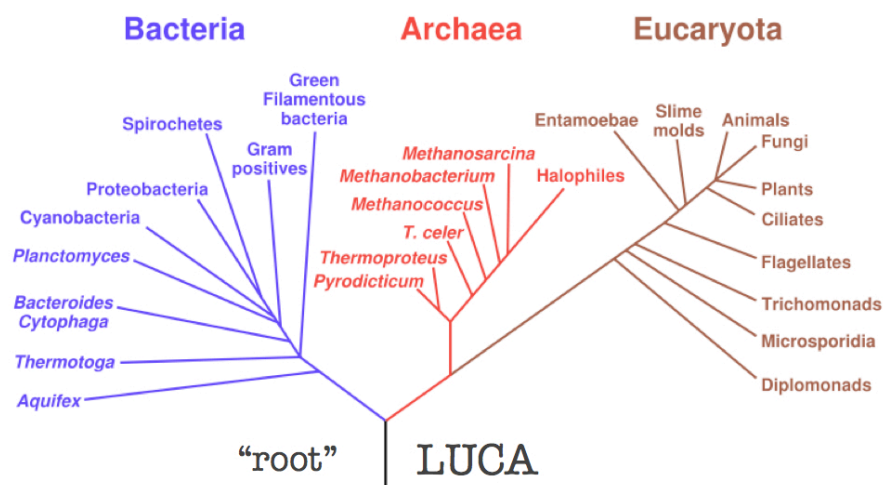 Bacteria
Archaea
Eucaryota
Green
Filamentous
bacteria
Spirochetes
Gram
positives
Proteobacteria
Cyanobacteria
Planctomyces
Bacteroides
Cytophaga
Thermotoga
Aquifex
Methanosarcina
Methanobacterium
Halophiles
Methanococcus
T. celer
Thermoproteus
Pyrodicticum
Entamoebae
Slime
molds
Animals
Fungi
Plants
Ciliates
Flagellates
Trichomonads
Microsporidia
Diplomonads
“root”
LUCA